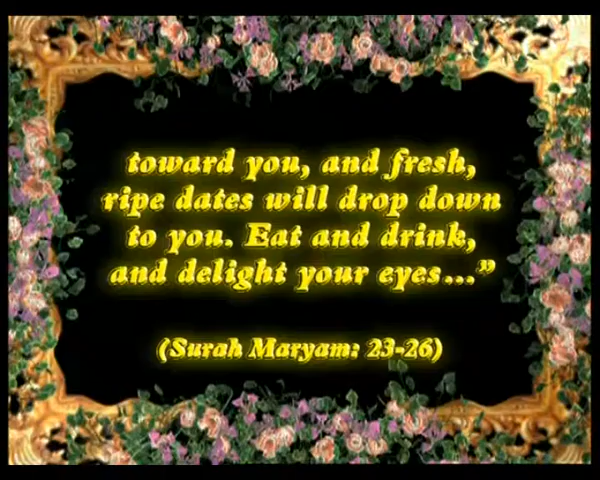 toward you, and fresh,
ripe dates will drop down
to you. Eat and drink,
and delight your eyes...”
(Surah Maryam: 23-26)